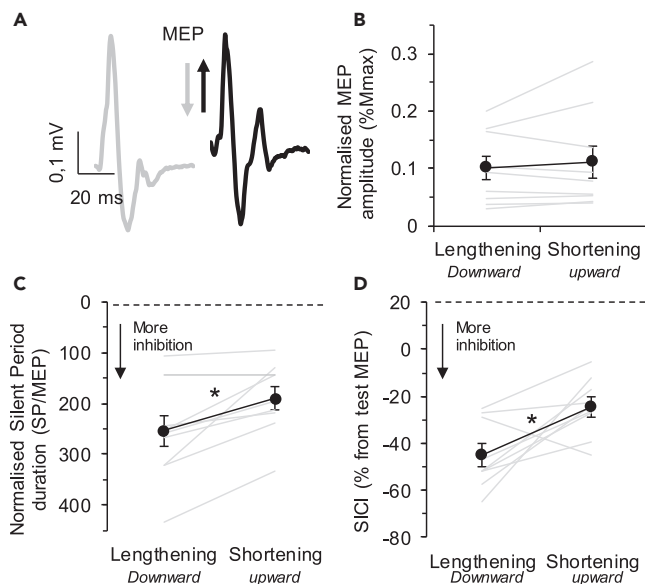 A
MEP
0,1 mV
20 ms
B
Normalised MEP
amplitude (%Mmax)
0.3
0.2
0.1
0
Lengthening
Downward
Shortening
upward
C
Normalised Silent Period
duration (SP/MEP)
0
100
200
300
400
More
inhibition
*
Lengthening
Downward
Shortening
upward
D
SICI (% from test MEP)
20
0
-20
-40
-60
-80
More
inhibition
*
Lengthening
Downward
Shortening
upward